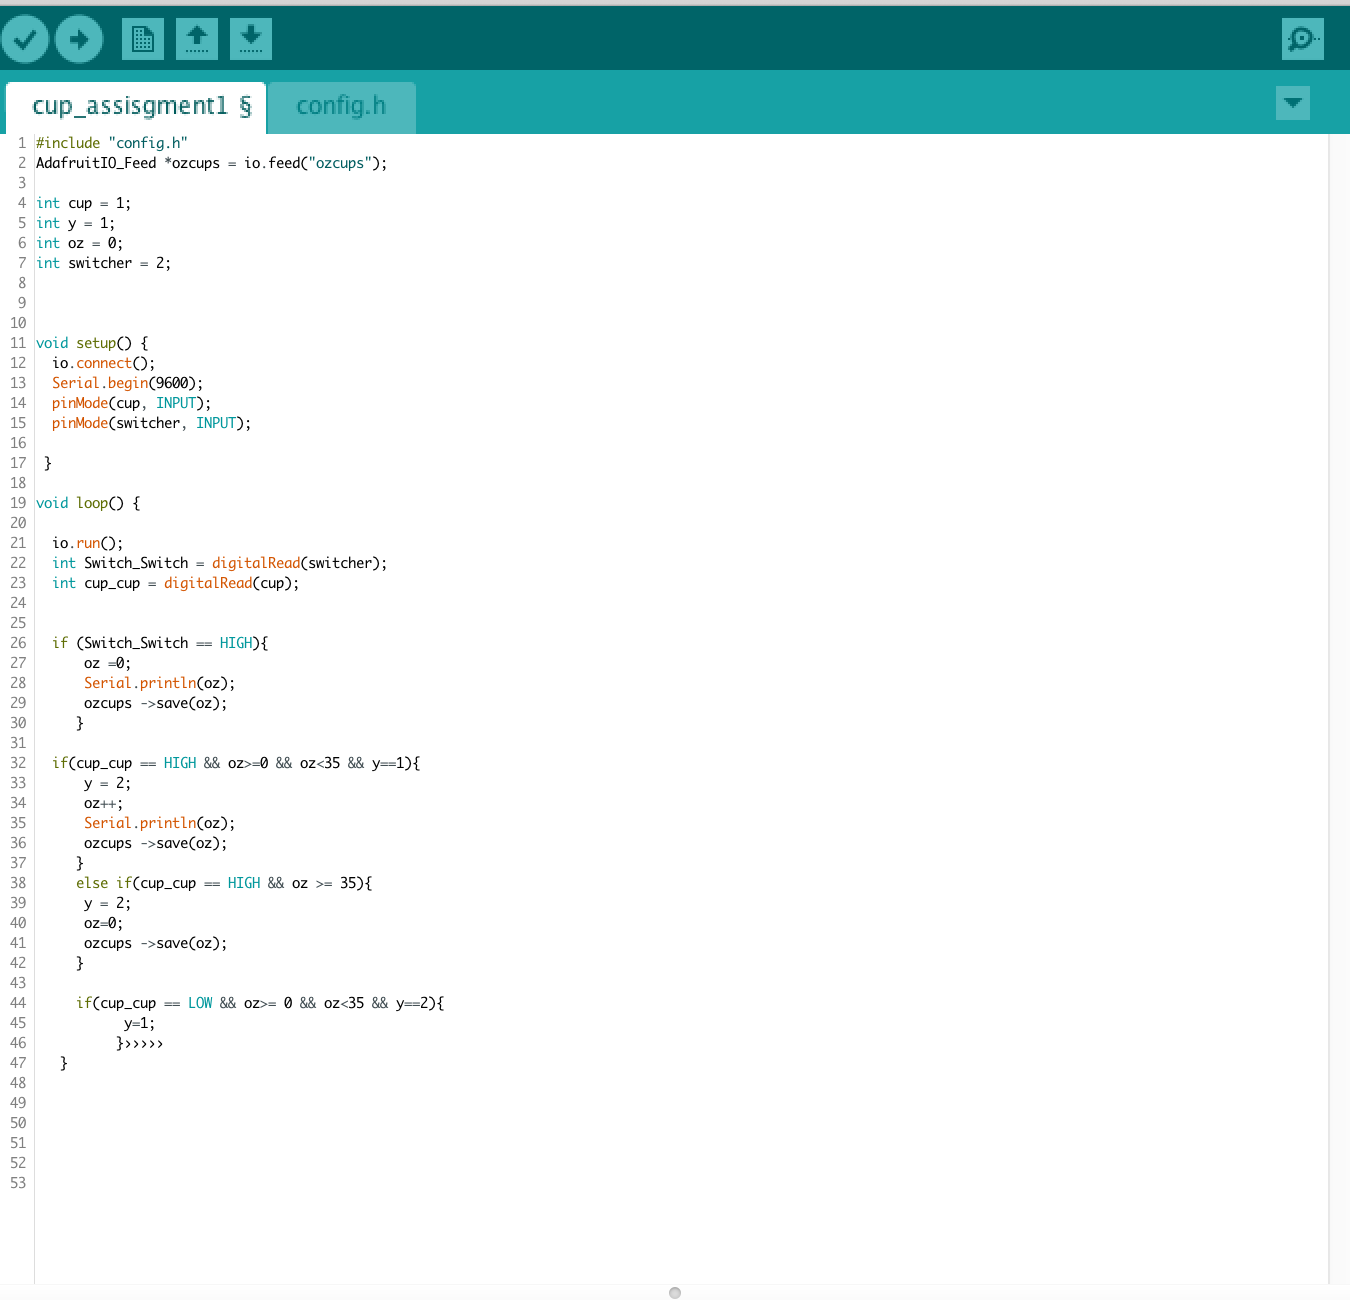 cup_assisgment1 §
config.h
1 #include "config.h"
2 AdafruitIO_Feed *ozcups = io.feed("ozcups");
3
4 int cup = 1;
5 int y = 1;
6 int oz = 0;
7 int switcher = 2;
8
9
10
11 void setup() {
12 io.connect();
13 Serial.begin(9600);
14 pinMode(cup, INPUT);
15 pinMode(switcher, INPUT);
16
17 }
18
19 void loop() {
20
21 io.run();
22 int Switch_Switch = digitalRead(switcher);
23 int cup_cup = digitalRead(cup);
24
25
26 if (Switch_Switch == HIGH){
27 oz =0;
28 Serial.println(oz);
29 ozcups ->save(oz);
30 }
31
32 if(cup_cup == HIGH && oz>=0 && oz<35 && y==1){
33 y = 2;
34 oz++;
35 Serial.println(oz);
36 ozcups ->save(oz);
37 }
38 else if(cup_cup == HIGH && oz >= 35){
39 y = 2;
40 oz=0;
41 ozcups ->save(oz);
42 }
43
44 if(cup_cup == LOW && oz>= 0 && oz<35 && y==2){
45 y=1;
46 }›››››
47 }
48
49
50
51
52
53